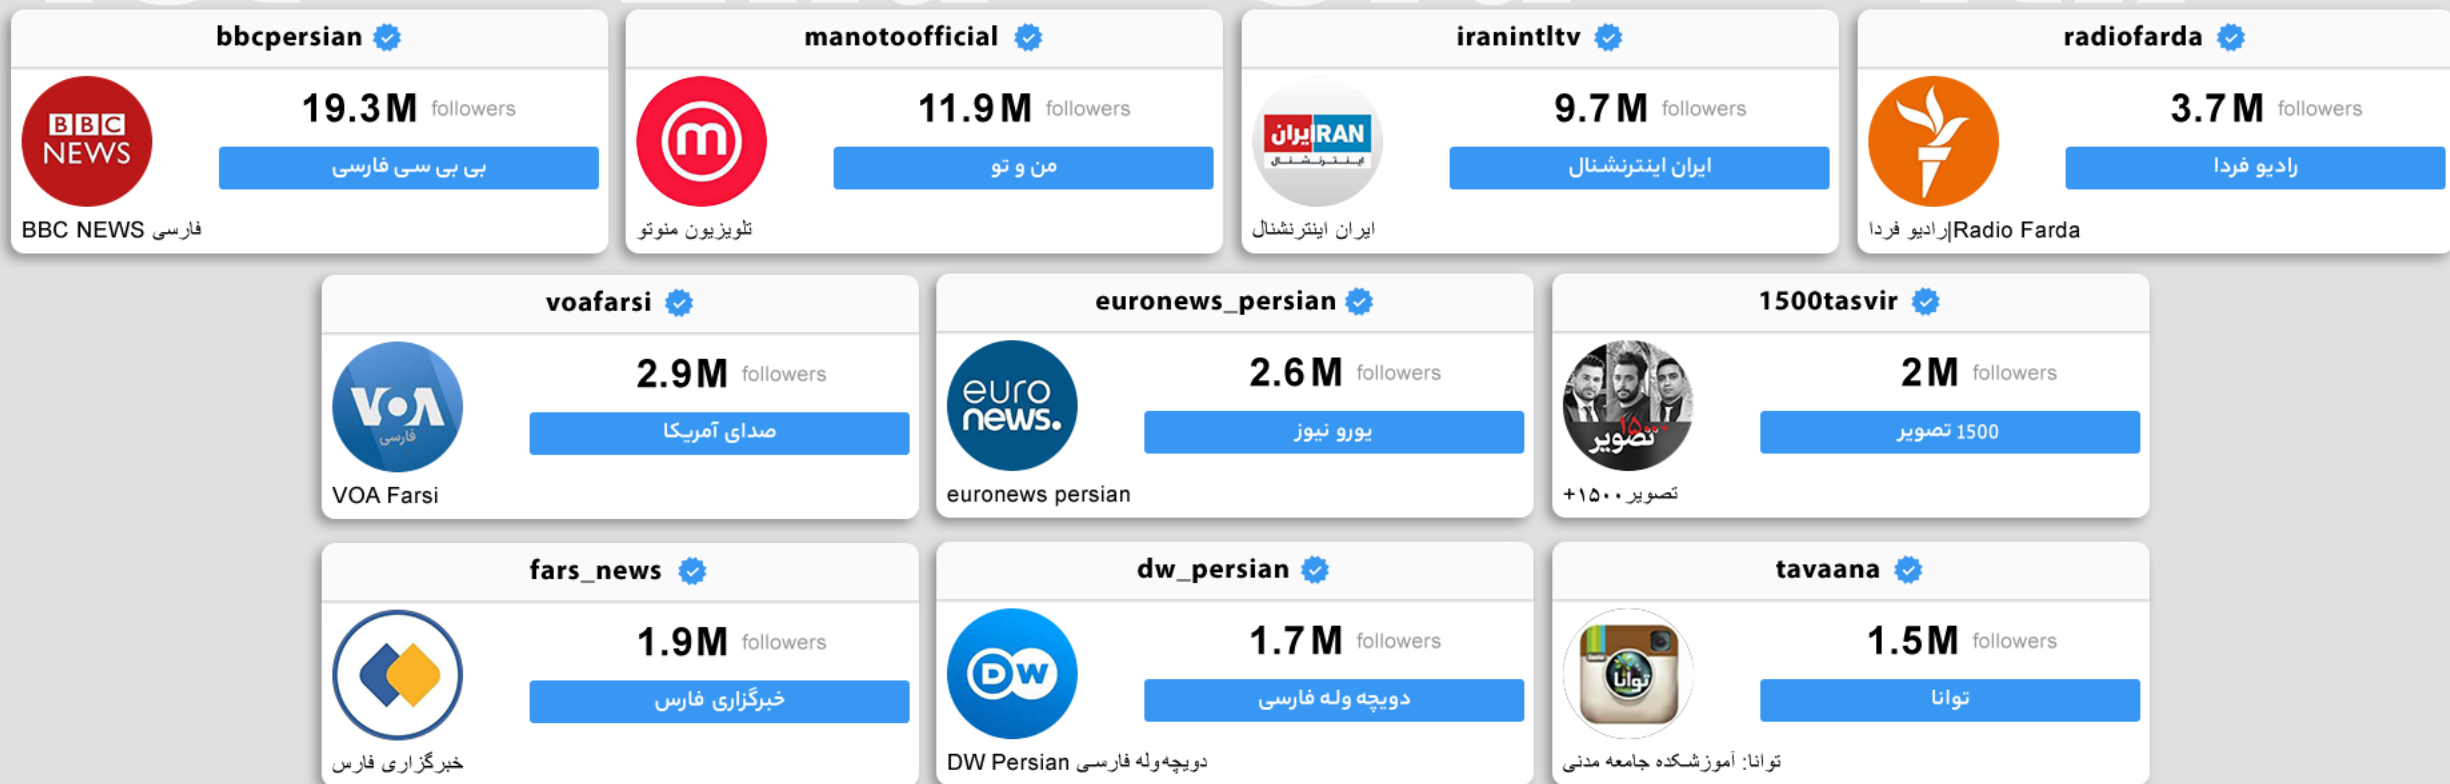 bbcpersian
BBC
NEWS
19.3M followers
بی بی سی فارسی
BBC NEWS فارسی
manotoofficial
m
11.9M followers
من و تو
تلویزیون منوتو
iranintltv
ایران IRAN
اینترنشنال
9.7M followers
ایران اینترنشنال
ایران اینترنشنال
radiofarda
3.7M followers
رادیو فردا
رادیو فردا|Radio Farda
voafarsi
VOA
فارسی
2.9M followers
صدای آمریکا
VOA Farsi
euronews_persian
euro
news.
2.6M followers
یورو نیوز
euronews persian
1500tasvir
۱۵۰۰
تصویر
2M followers
1500 تصویر
+۱۵۰۰تصویر
fars_news
1.9M followers
خبرگزاری فارس
خبرگزاری فارس
dw_persian
DW
1.7M followers
دویچه وله فارسی
DW Persian دویچه‌وله فارسی
tavaana
توانا
1.5M followers
توانا
توانا: آموزشکده جامعه مدنی